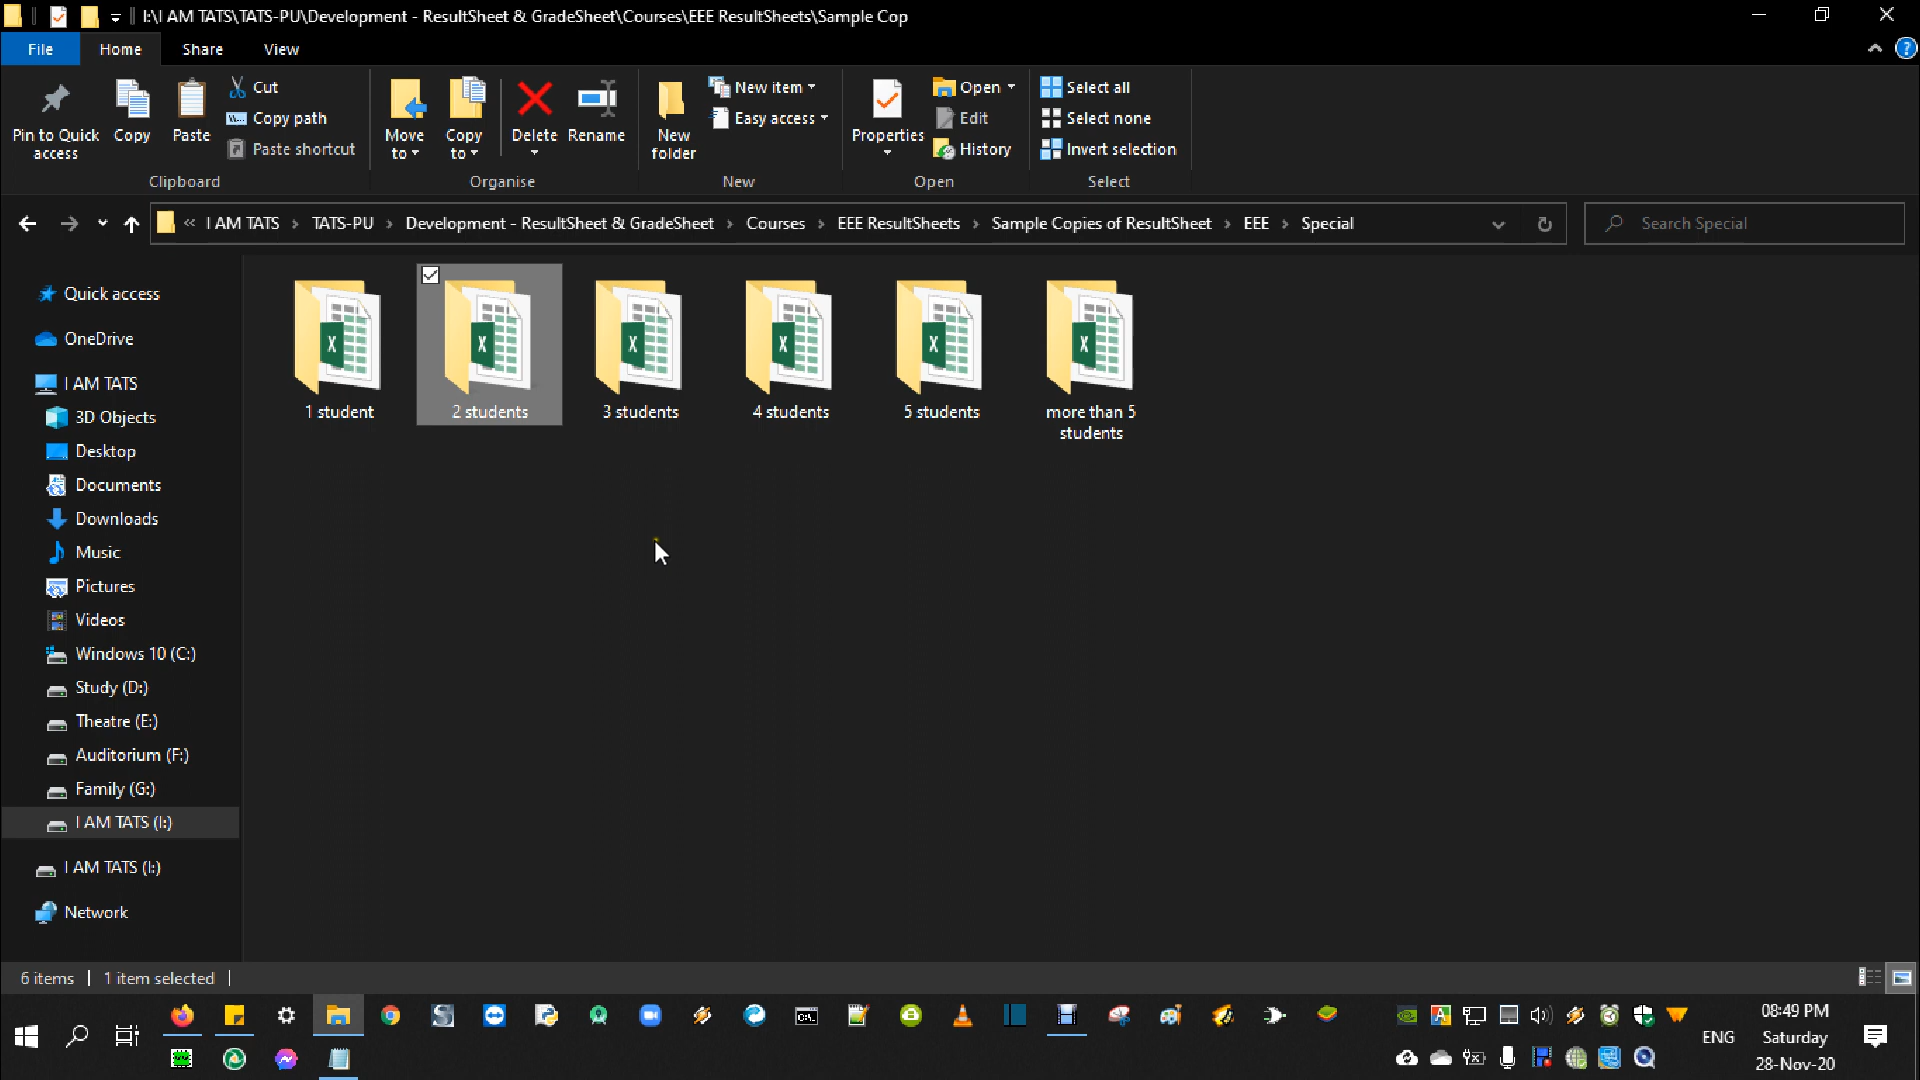 I:\I AM TATS\TATS-PU\Development - ResultSheet & GradeSheet\Courses\EEE ResultSheets\Sample Cop
File Home Share View
Pin to Quick access
Copy
Paste
Cut
Copy path
Paste shortcut
Clipboard
Move to
Copy to
Delete
Rename
Organise
New folder
New item
Easy access
New
Properties
Open
Edit
History
Open
Select all
Select none
Invert selection
Select
« I AM TATS › TATS-PU › Development - ResultSheet & GradeSheet › Courses › EEE ResultSheets › Sample Copies of ResultSheet › EEE › Special
Search Special
Quick access
OneDrive
I AM TATS
3D Objects
Desktop
Documents
Downloads
Music
Pictures
Videos
Windows 10 (C:)
Study (D:)
Theatre (E:)
Auditorium (F:)
Family (G:)
I AM TATS (I:)
I AM TATS (I:)
Network
1 student
2 students
3 students
4 students
5 students
more than 5
students
6 items 1 item selected
08:49 PM
ENG Saturday
28-Nov-20